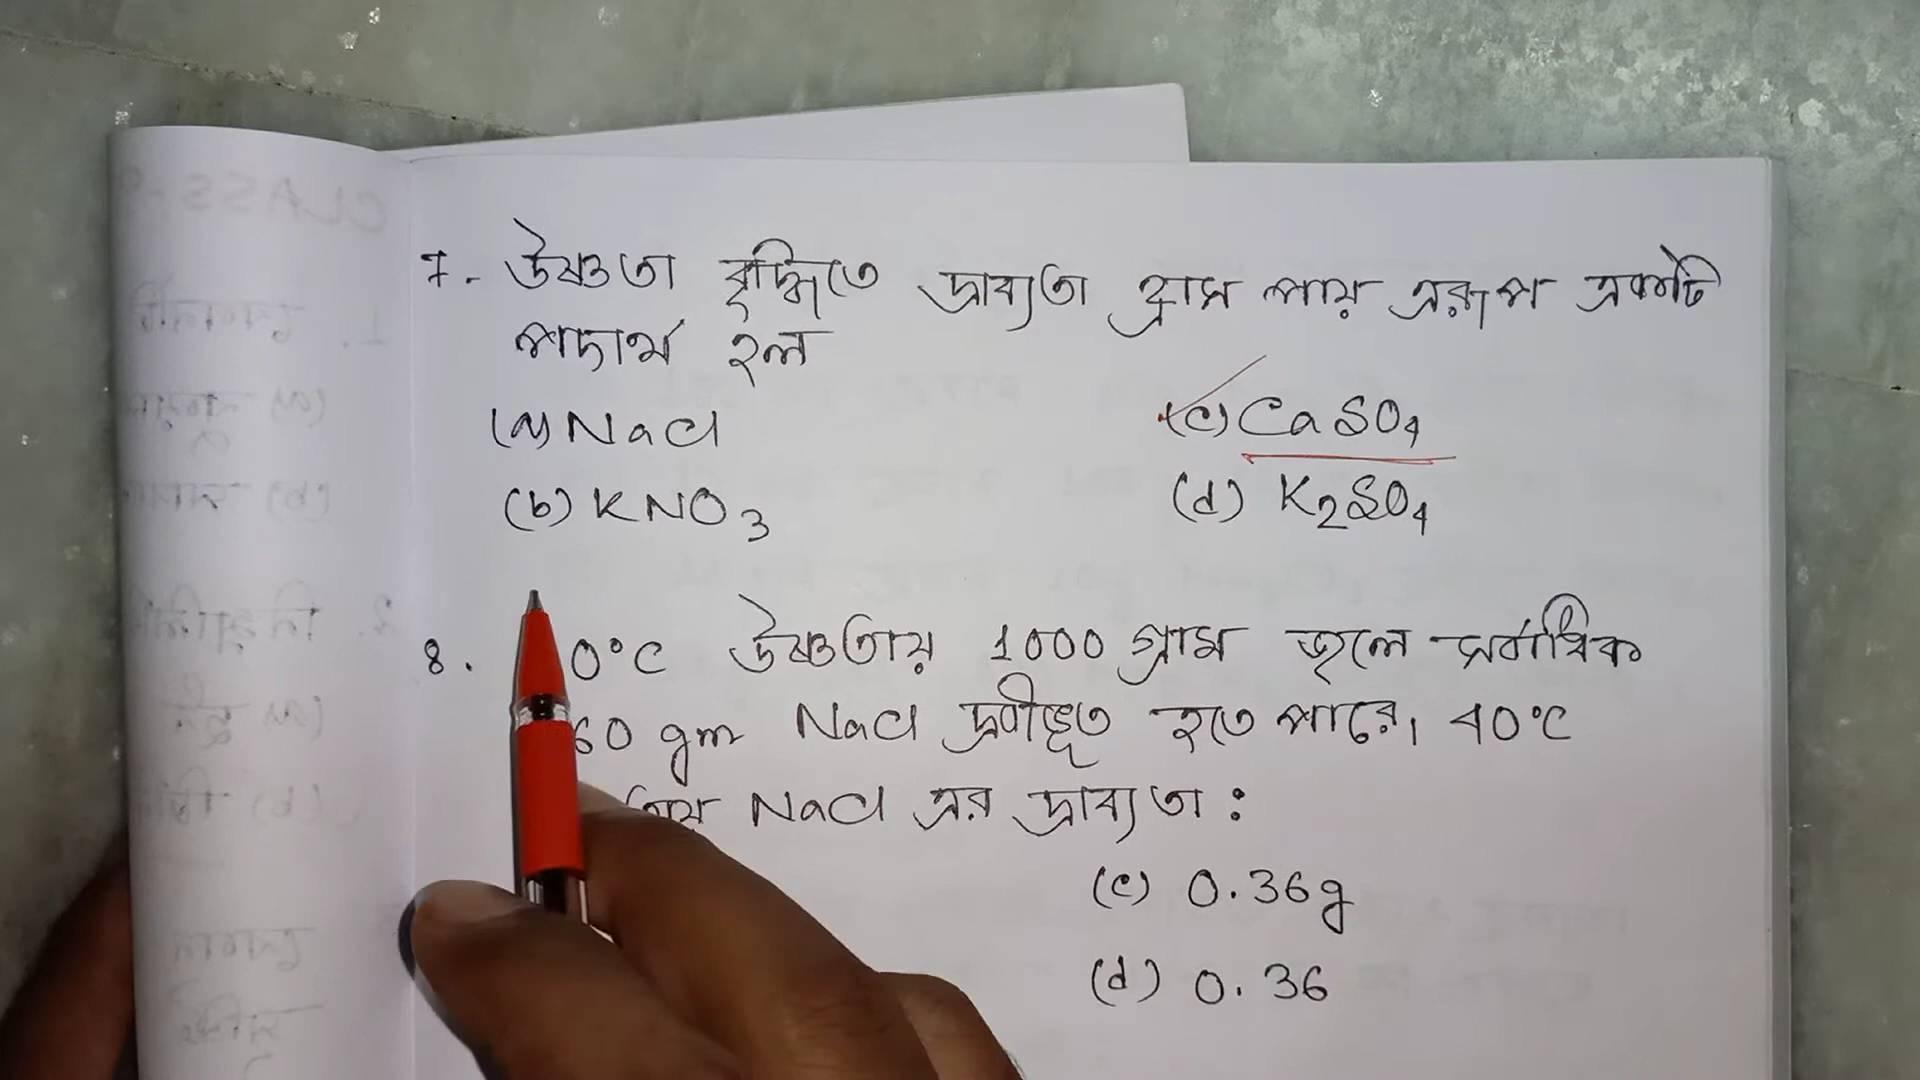 7. উষ্ণতা বৃদ্ধিতে দ্রাব্যতা হ্রাস পায় এরূপ একটি
পদার্থ হল
(a) NaCl
(c) CaSO4
(b) KNO3
(d) K2SO4
8. 0°C উষ্ণতায় 1000 গ্রাম জলে সর্বাধিক
60 gm NaCl দ্রবীভূত হতে পারে। 40°C
NaCl এর দ্রাব্যতা :
(c) 0.36g
(d) 0.36